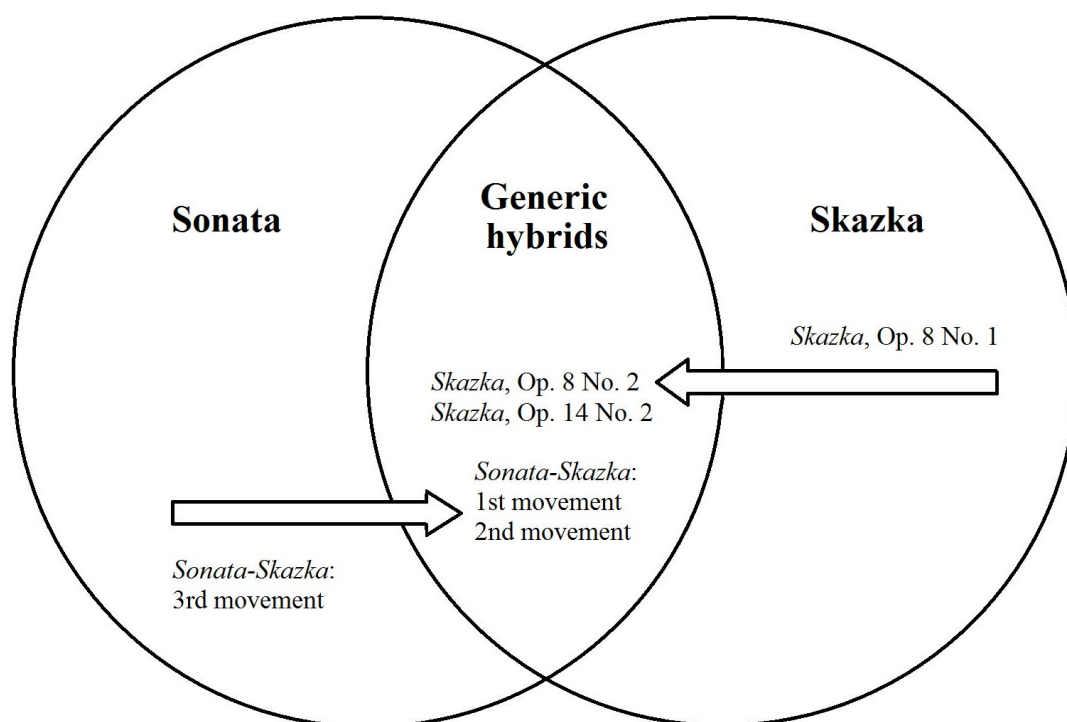 Sonata
Generic
hybrids
Skazka
Skazka, Op. 8 No. 1
Skazka, Op. 8 No. 2
Skazka, Op. 14 No. 2
Sonata-Skazka:
1st movement
2nd movement
Sonata-Skazka:
3rd movement